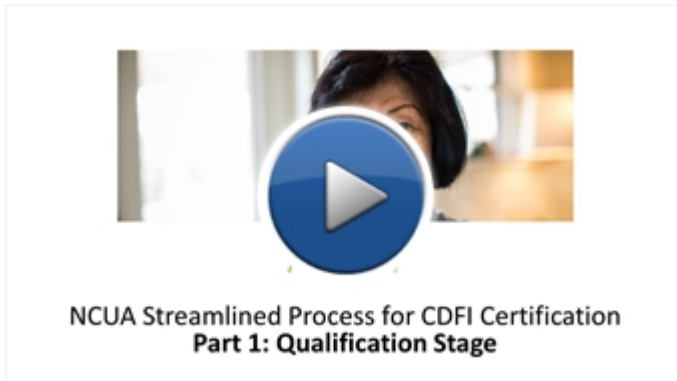 NCUA Streamlined Process for CDFI Certification
Part 1: Qualification Stage